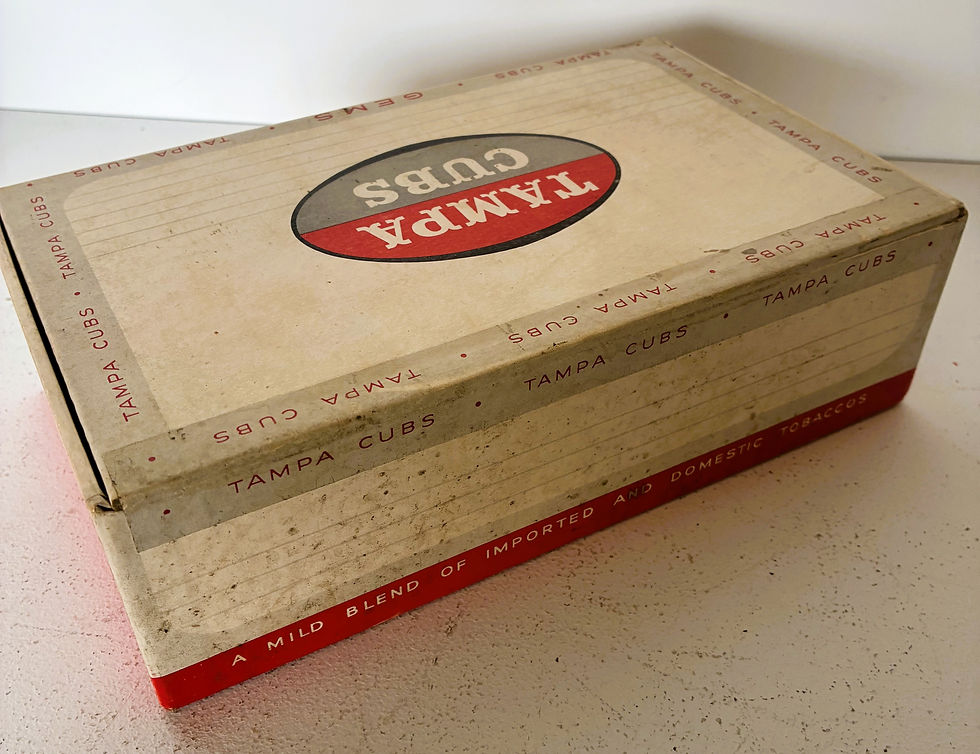 TAMPA CUBS • GEMS • TAMPA CUBS
TAMPA CUBS • TAMPA CUBS
TAMPA CUBS • TAMPA CUBS
TAMPA
CUBS
TAMPA CUBS • TAMPA CUBS • TAMPA CUBS
TAMPA CUBS • TAMPA CUBS • TAMPA CUBS
A MILD BLEND OF IMPORTED AND DOMESTIC TOBACCOS